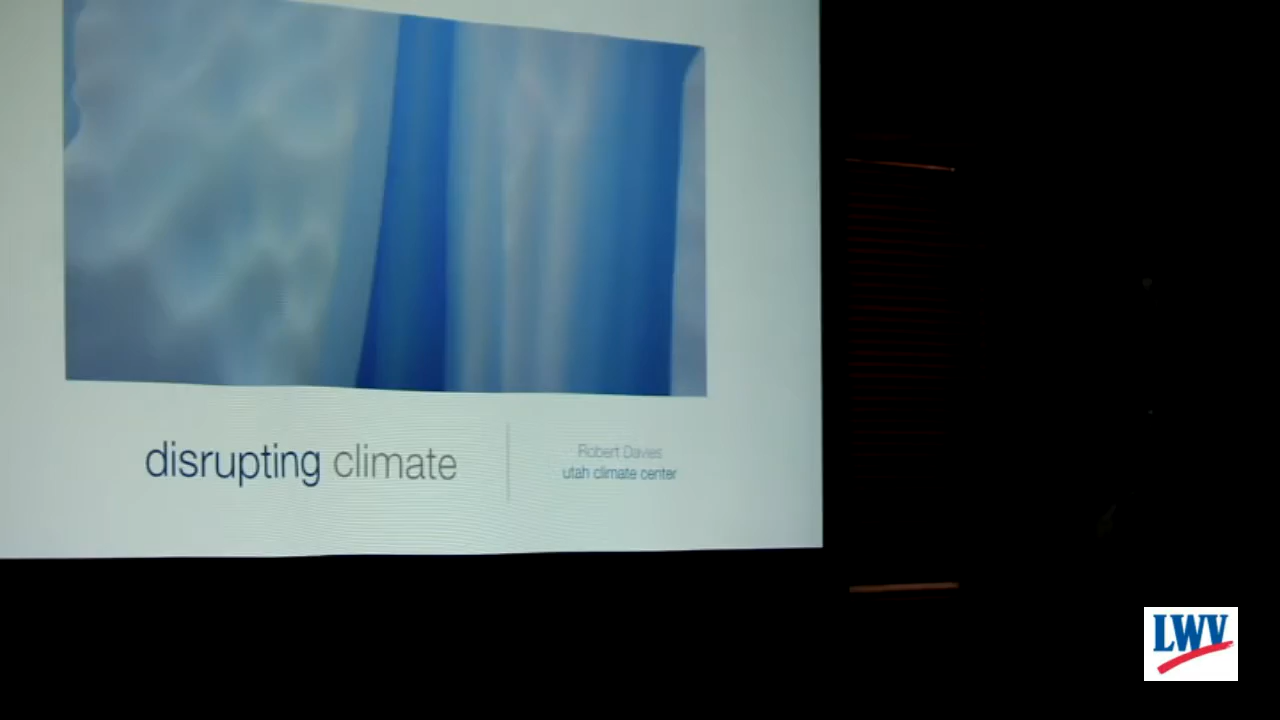 disrupting climate
Robert Davies
utah climate center
LWV